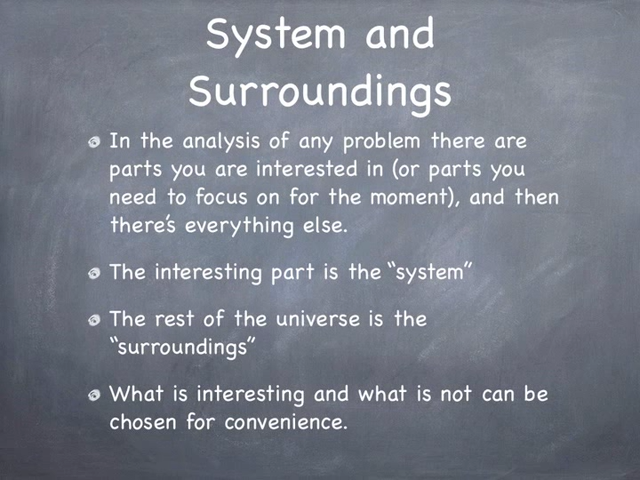 System and
Surroundings
In the analysis of any problem there are
parts you are interested in (or parts you
need to focus on for the moment), and then
there's everything else.
The interesting part is the “system”
The rest of the universe is the
“surroundings”
What is interesting and what is not can be
chosen for convenience.